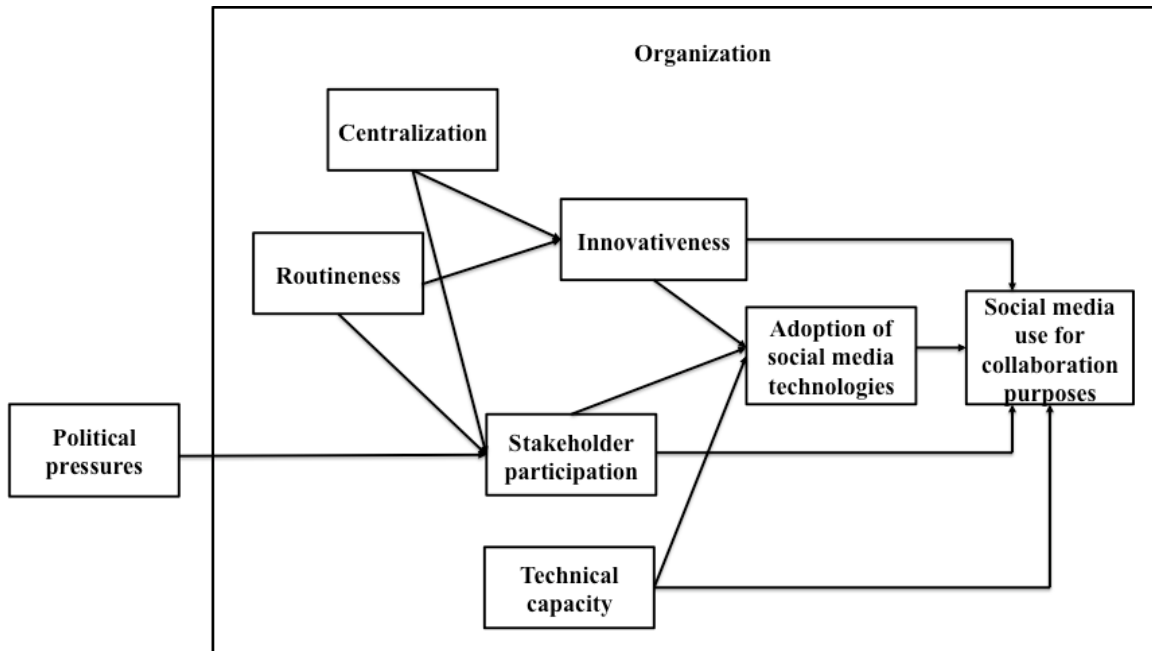 Organization
Centralization
Innovativeness
Routineness
Adoption of
social media
technologies
Social media
use for
collaboration
purposes
Political
pressures
Stakeholder
participation
Technical
capacity